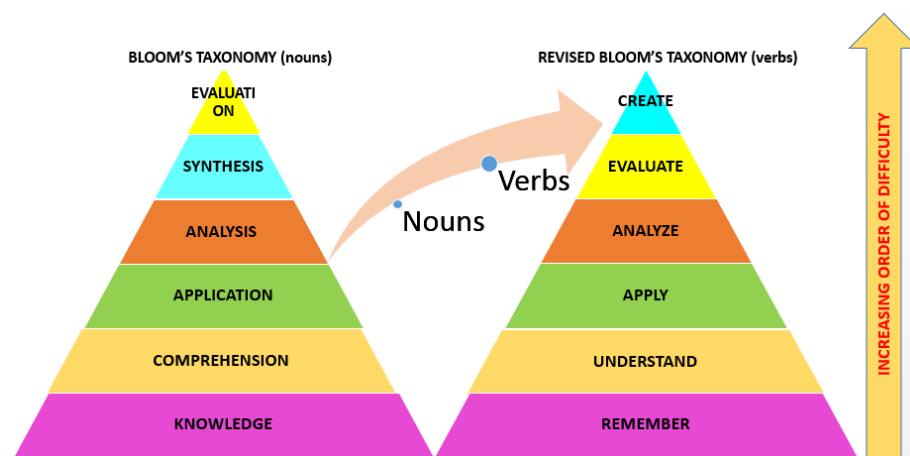 BLOOM’S TAXONOMY (nouns)
EVALUATI
ON
SYNTHESIS
ANALYSIS
APPLICATION
COMPREHENSION
KNOWLEDGE
Nouns
Verbs
REVISED BLOOM’S TAXONOMY (verbs)
CREATE
EVALUATE
ANALYZE
APPLY
UNDERSTAND
REMEMBER
INCREASING ORDER OF DIFFICULTY